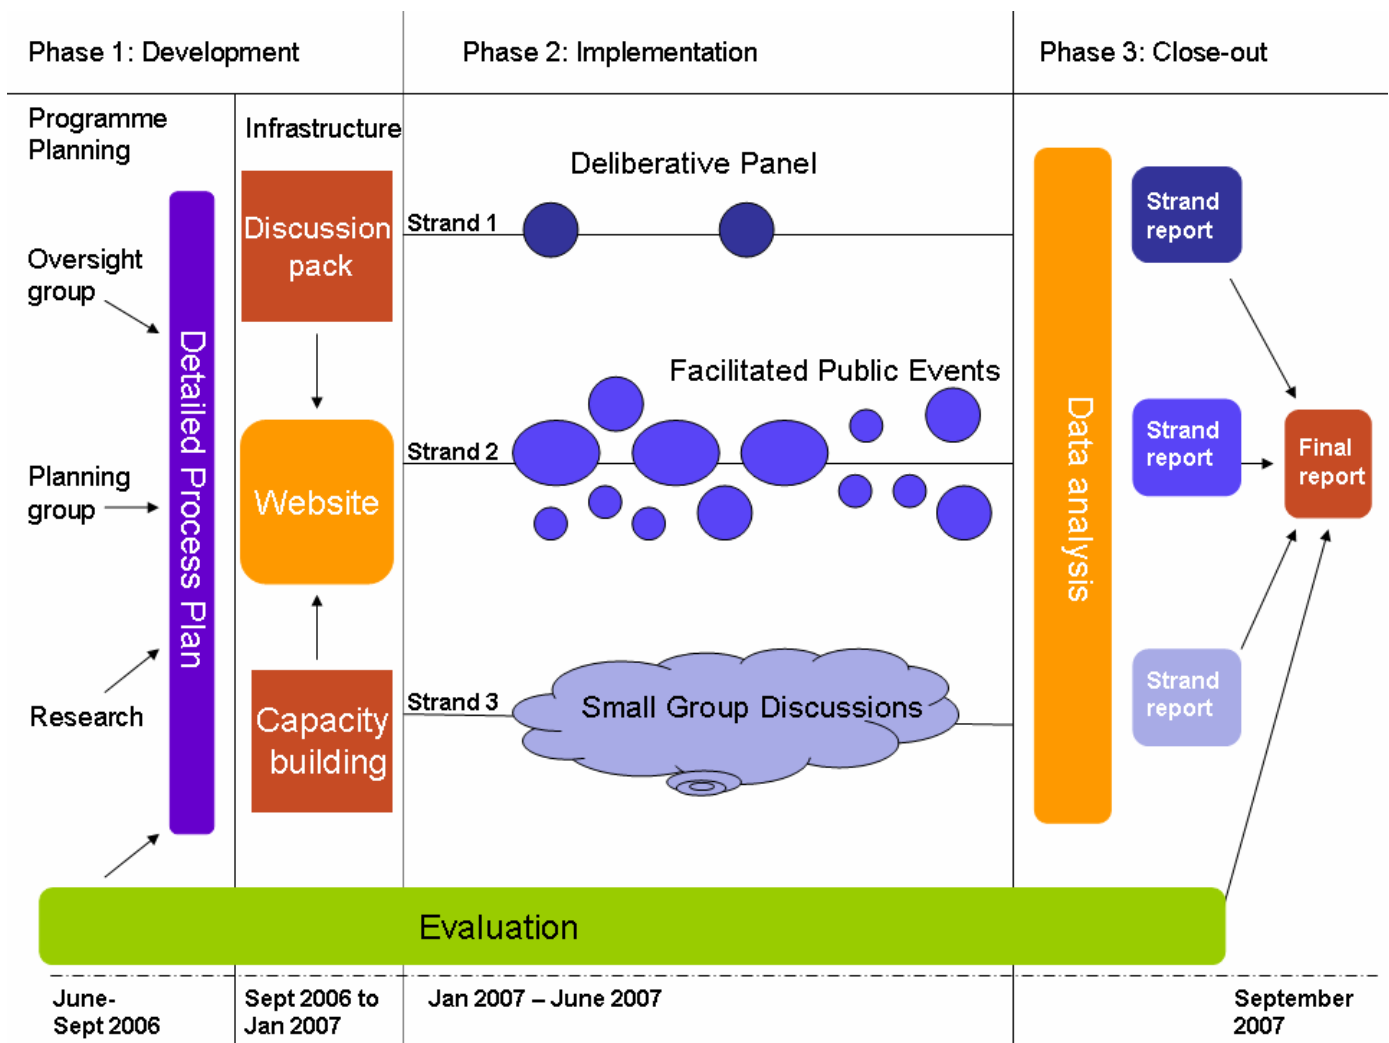 Phase 1: Development
Phase 2: Implementation
Phase 3: Close-out
Programme
Planning
Infrastructure
Oversight
group
Planning
group
Research
Detailed Process Plan
Discussion
pack
Website
Capacity
building
Deliberative Panel
Strand 1
Facilitated Public Events
Strand 2
Strand 3
Small Group Discussions
Data analysis
Strand
report
Strand
report
Strand
report
Final
report
Evaluation
June-
Sept 2006
Sept 2006 to
Jan 2007
Jan 2007 – June 2007
September
2007